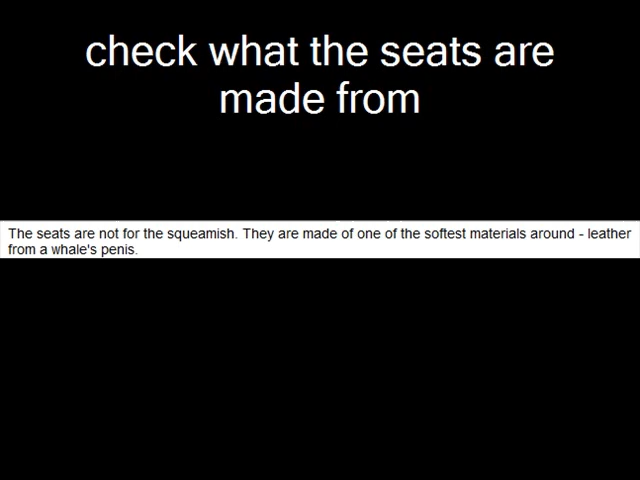 check what the seats are
made from
The seats are not for the squeamish. They are made of one of the softest materials around - leather
from a whale's penis.